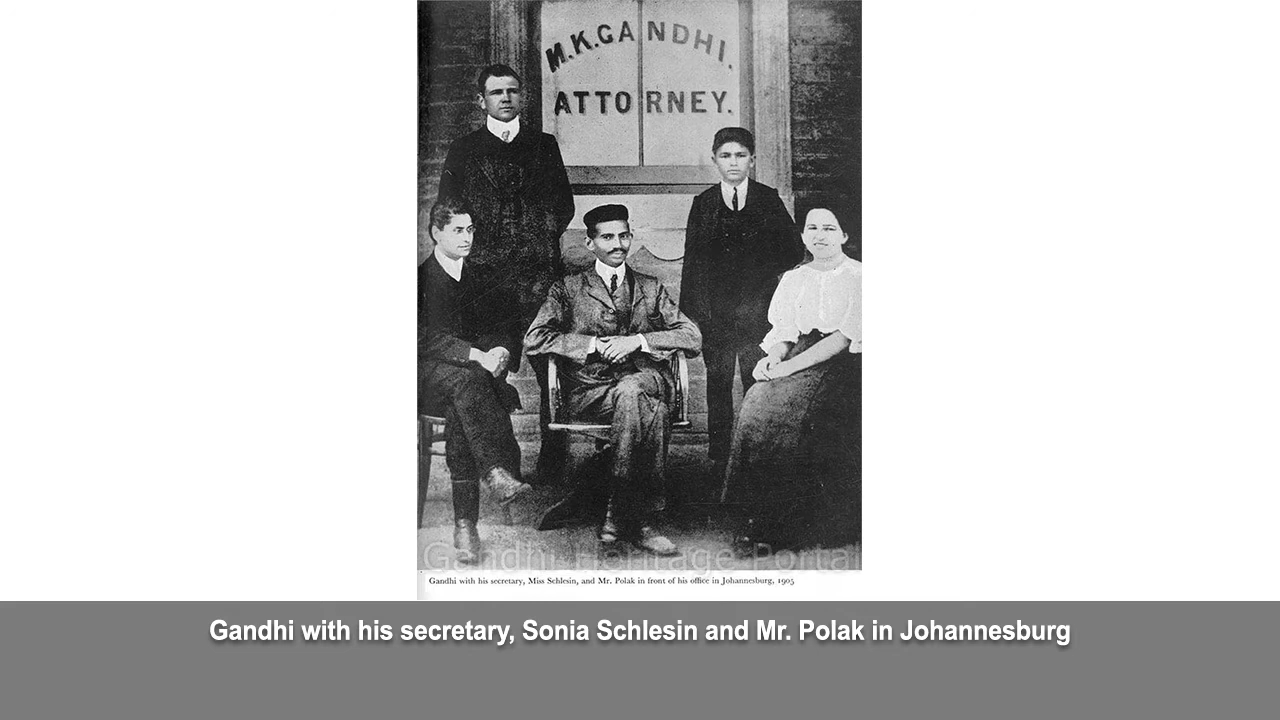 M.K.GANDHI.
ATTORNEY.
Gandhi Heritage Portal
Gandhi with his secretary, Miss Schlesin, and Mr. Polak in front of his office in Johannesburg, 1905
Gandhi with his secretary, Sonia Schlesin and Mr. Polak in Johannesburg